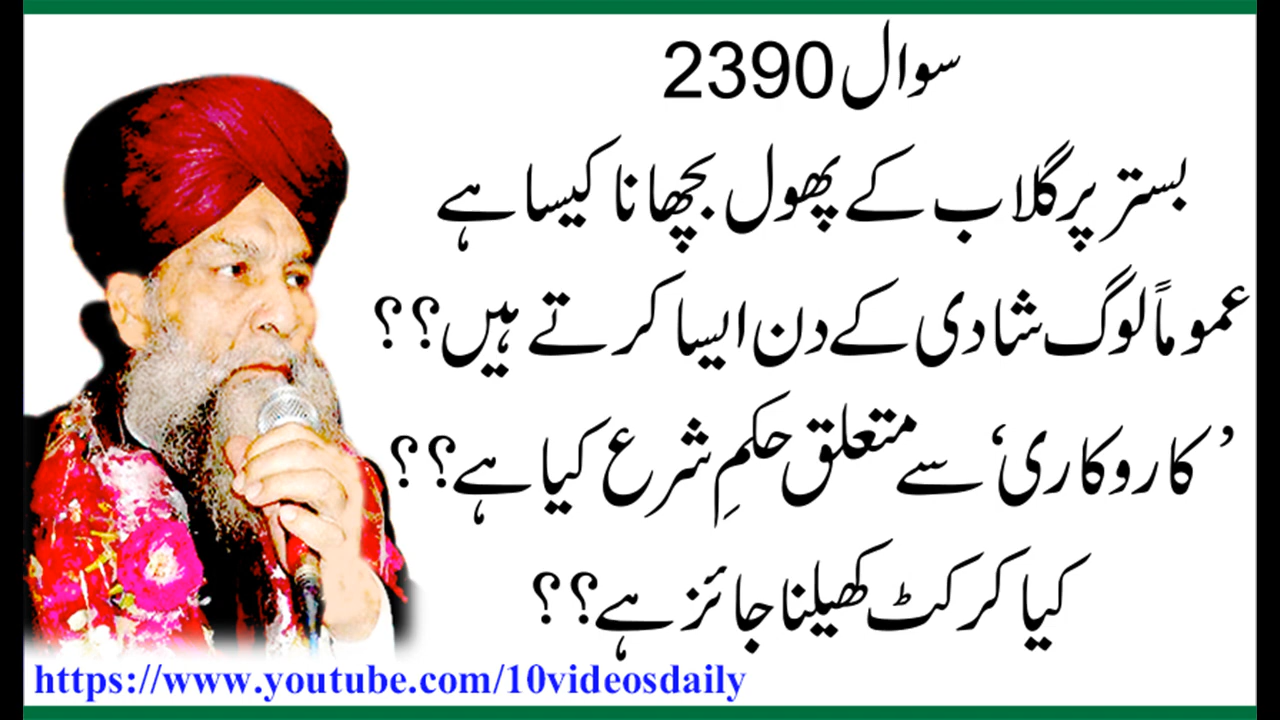 سوال 2390
بستر پر گلاب کے پھول بچھانا کیسا ہے
عموماً لوگ شادی کے دن ایسا کرتے ہیں؟؟
’کاروکاری‘ سے متعلق حکمِ شرع کیا ہے؟؟
کیا کرکٹ کھیلنا جائز ہے؟؟
https://www.youtube.com/10videosdaily